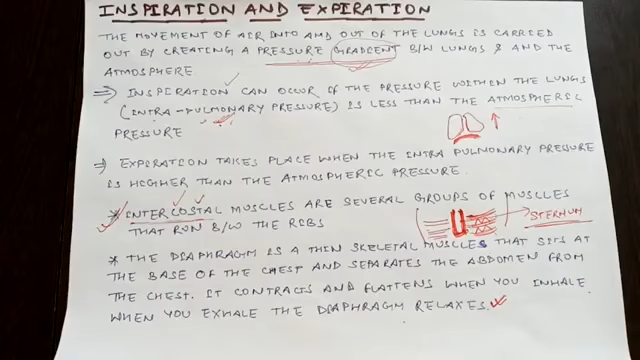 INSPIRATION AND EXPIRATION
THE MOVEMENT OF AIR INTO AND OUT OF THE LUNGS IS CARRIED
OUT BY CREATING A PRESSURE GRADIENT B/W LUNGS & AND THE
ATMOSPHERE
⇒ INSPIRATION CAN OCCUR IF THE PRESSURE WITHIN THE LUNGS
(INTRA-PULMONARY PRESSURE) IS LESS THAN THE ATMOSPHERIC
PRESSURE
⇒ EXPIRATION TAKES PLACE WHEN THE INTRA PULMONARY PRESSURE
IS HIGHER THAN THE ATMOSPHERIC PRESSURE.
* INTER COSTAL MUSCLES ARE SEVERAL GROUPS OF MUSCLES
THAT RUN B/W THE RIBS
STERNUM
* THE DIAPHRAGM IS A THIN SKELETAL MUSCLES THAT SITS AT
THE BASE OF THE CHEST AND SEPARATES THE ABDOMEN FROM
THE CHEST. IT CONTRACTS AND FLATTENS WHEN YOU INHALE.
WHEN YOU EXHALE THE DIAPHRAGM RELAXES.